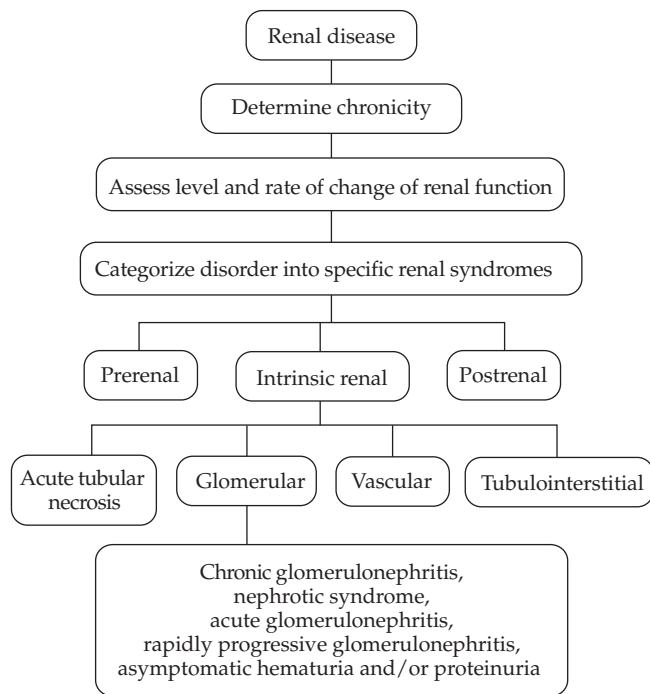 Renal disease
Determine chronicity
Assess level and rate of change of renal function
Categorize disorder into specific renal syndromes
Prerenal
Intrinsic renal
Postrenal
Acute tubular
necrosis
Glomerular
Vascular
Tubulointerstitial
Chronic glomerulonephritis,
nephrotic syndrome,
acute glomerulonephritis,
rapidly progressive glomerulonephritis,
asymptomatic hematuria and/or proteinuria